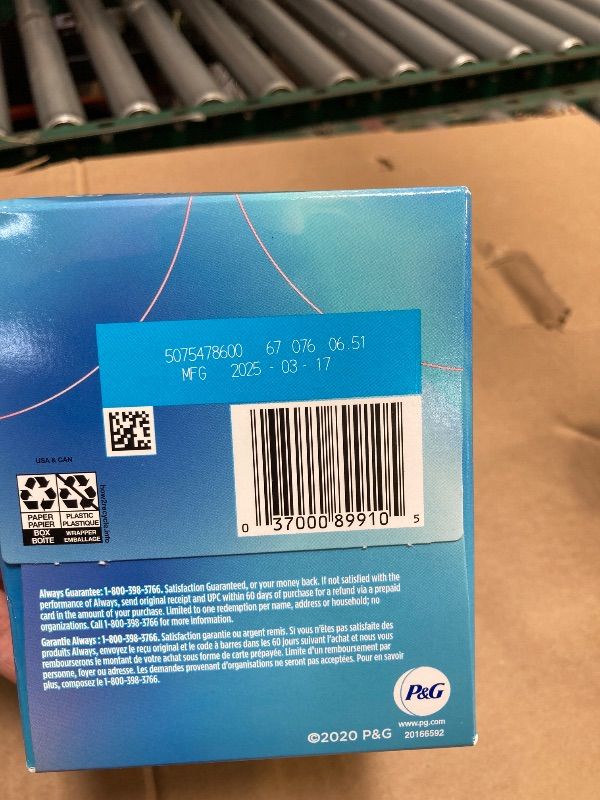 5075478600 67 076 06.51
MFG 2025 - 03 - 17
USA & CAN
PAPER
PAPIER
BOX
BOÎTE
PLASTIC
PLASTIQUE
WRAPPER
EMBALLAGE
how2recycle.info
0 37000 89910 5
Always Guarantee: 1-800-398-3766. Satisfaction Guaranteed, or your money back. If not satisfied with the
performance of Always, send original receipt and UPC within 60 days of purchase for a refund via a prepaid
card in the amount of your purchase. Limited to one redemption per name, address or household; no
organizations. Call 1-800-398-3766 for more information.
Garantie Always : 1-800-398-3766. Satisfaction garantie ou argent remis. Si vous n'êtes pas satisfaite des
produits Always, envoyez le reçu original et le code à barres dans les 60 jours suivant l'achat et nous vous
rembourserons le montant de votre achat sous forme de carte prépayée. Limite d'un remboursement par
personne, foyer ou adresse. Les demandes provenant d'organisations ne seront pas acceptées. Pour en savoir
plus, composez le 1-800-398-3766.
P&G
www.pg.com
©2020 P&G 20166592